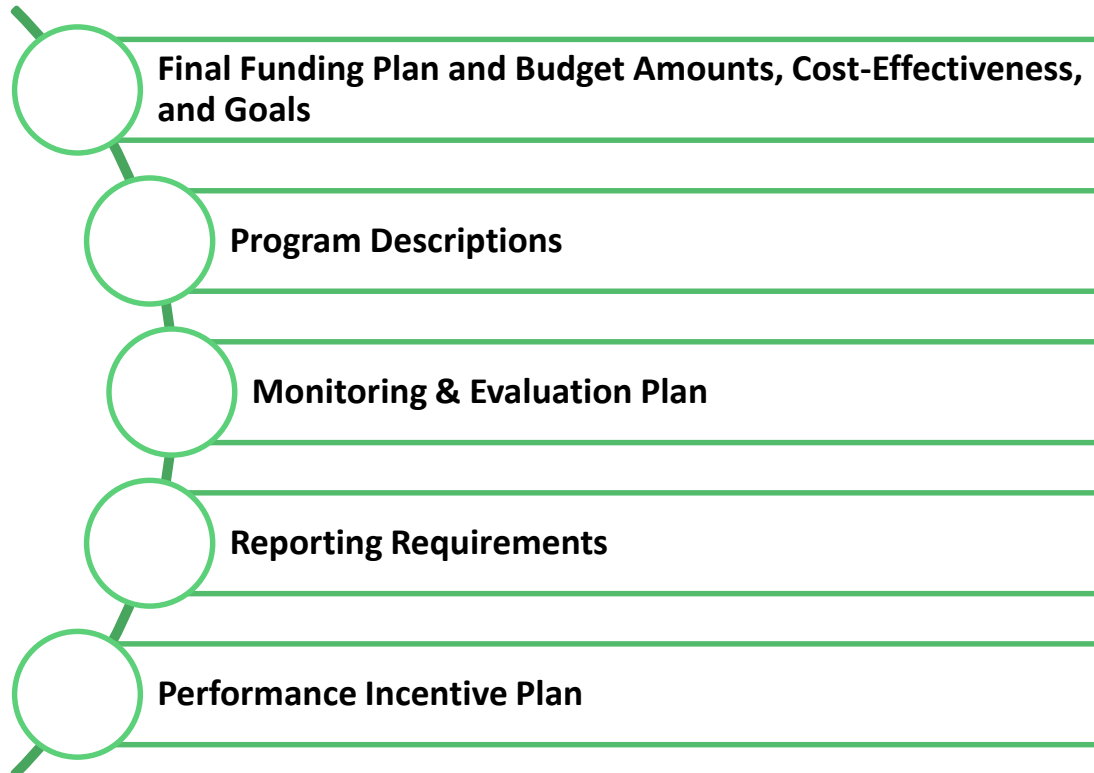 Final Funding Plan and Budget Amounts, Cost-Effectiveness,
and Goals
Program Descriptions
Monitoring & Evaluation Plan
Reporting Requirements
Performance Incentive Plan